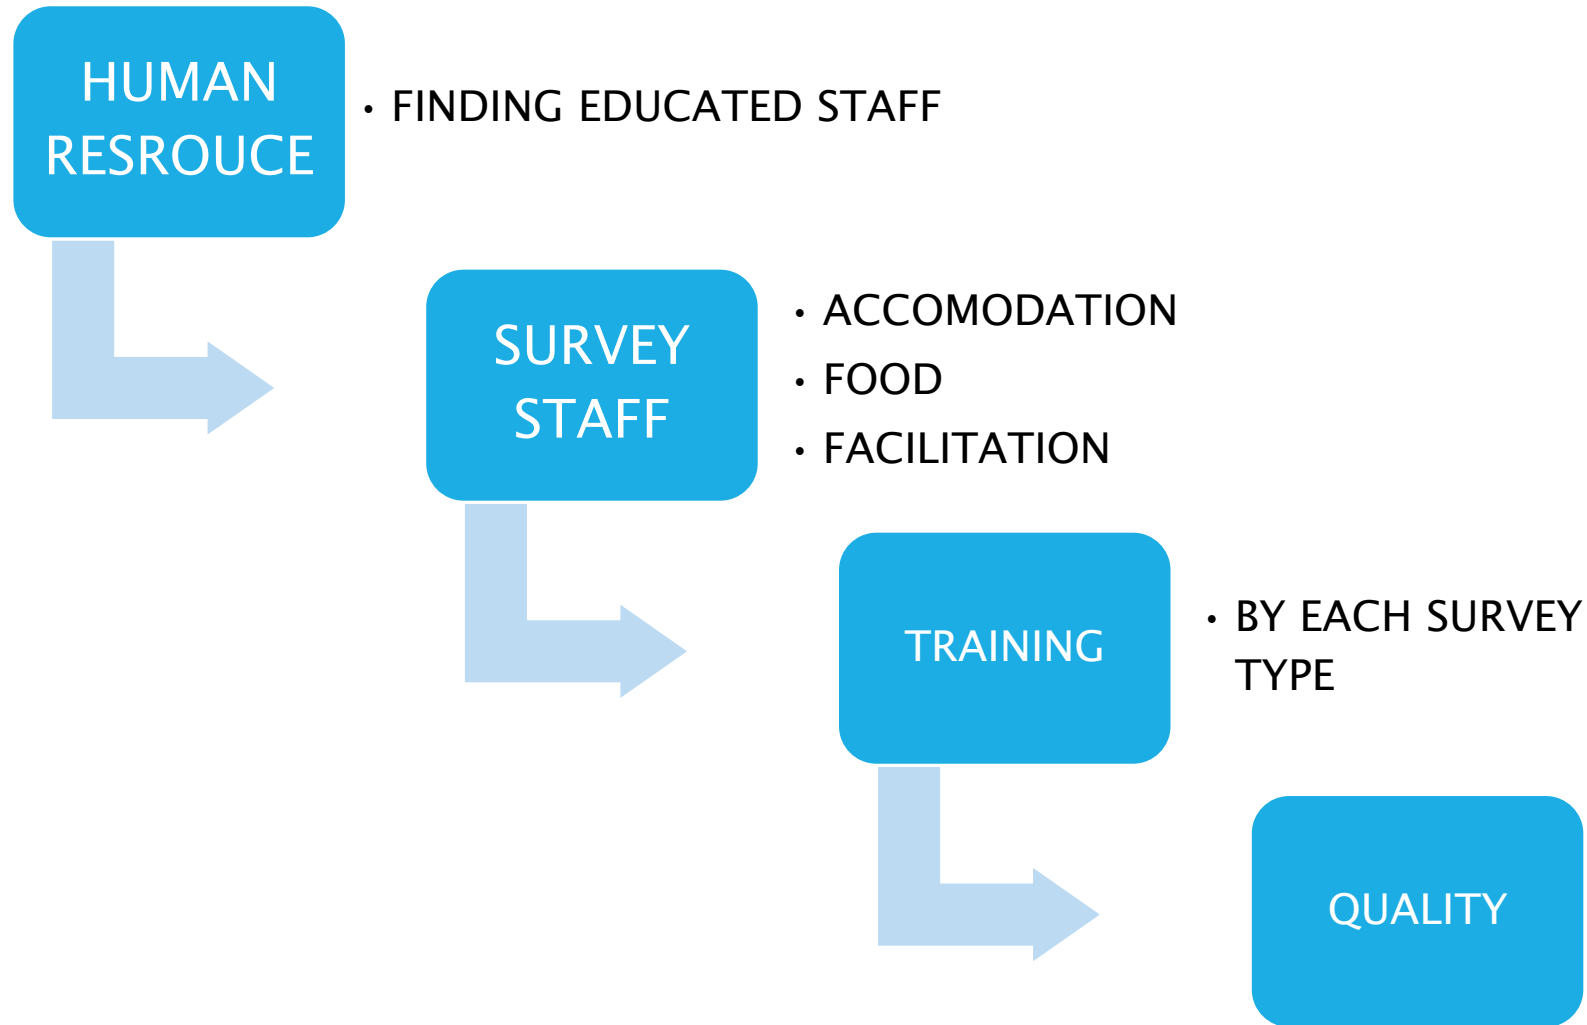 HUMAN
RESROUCE
• FINDING EDUCATED STAFF
SURVEY
STAFF
• ACCOMODATION
• FOOD
• FACILITATION
TRAINING
• BY EACH SURVEY
TYPE
QUALITY